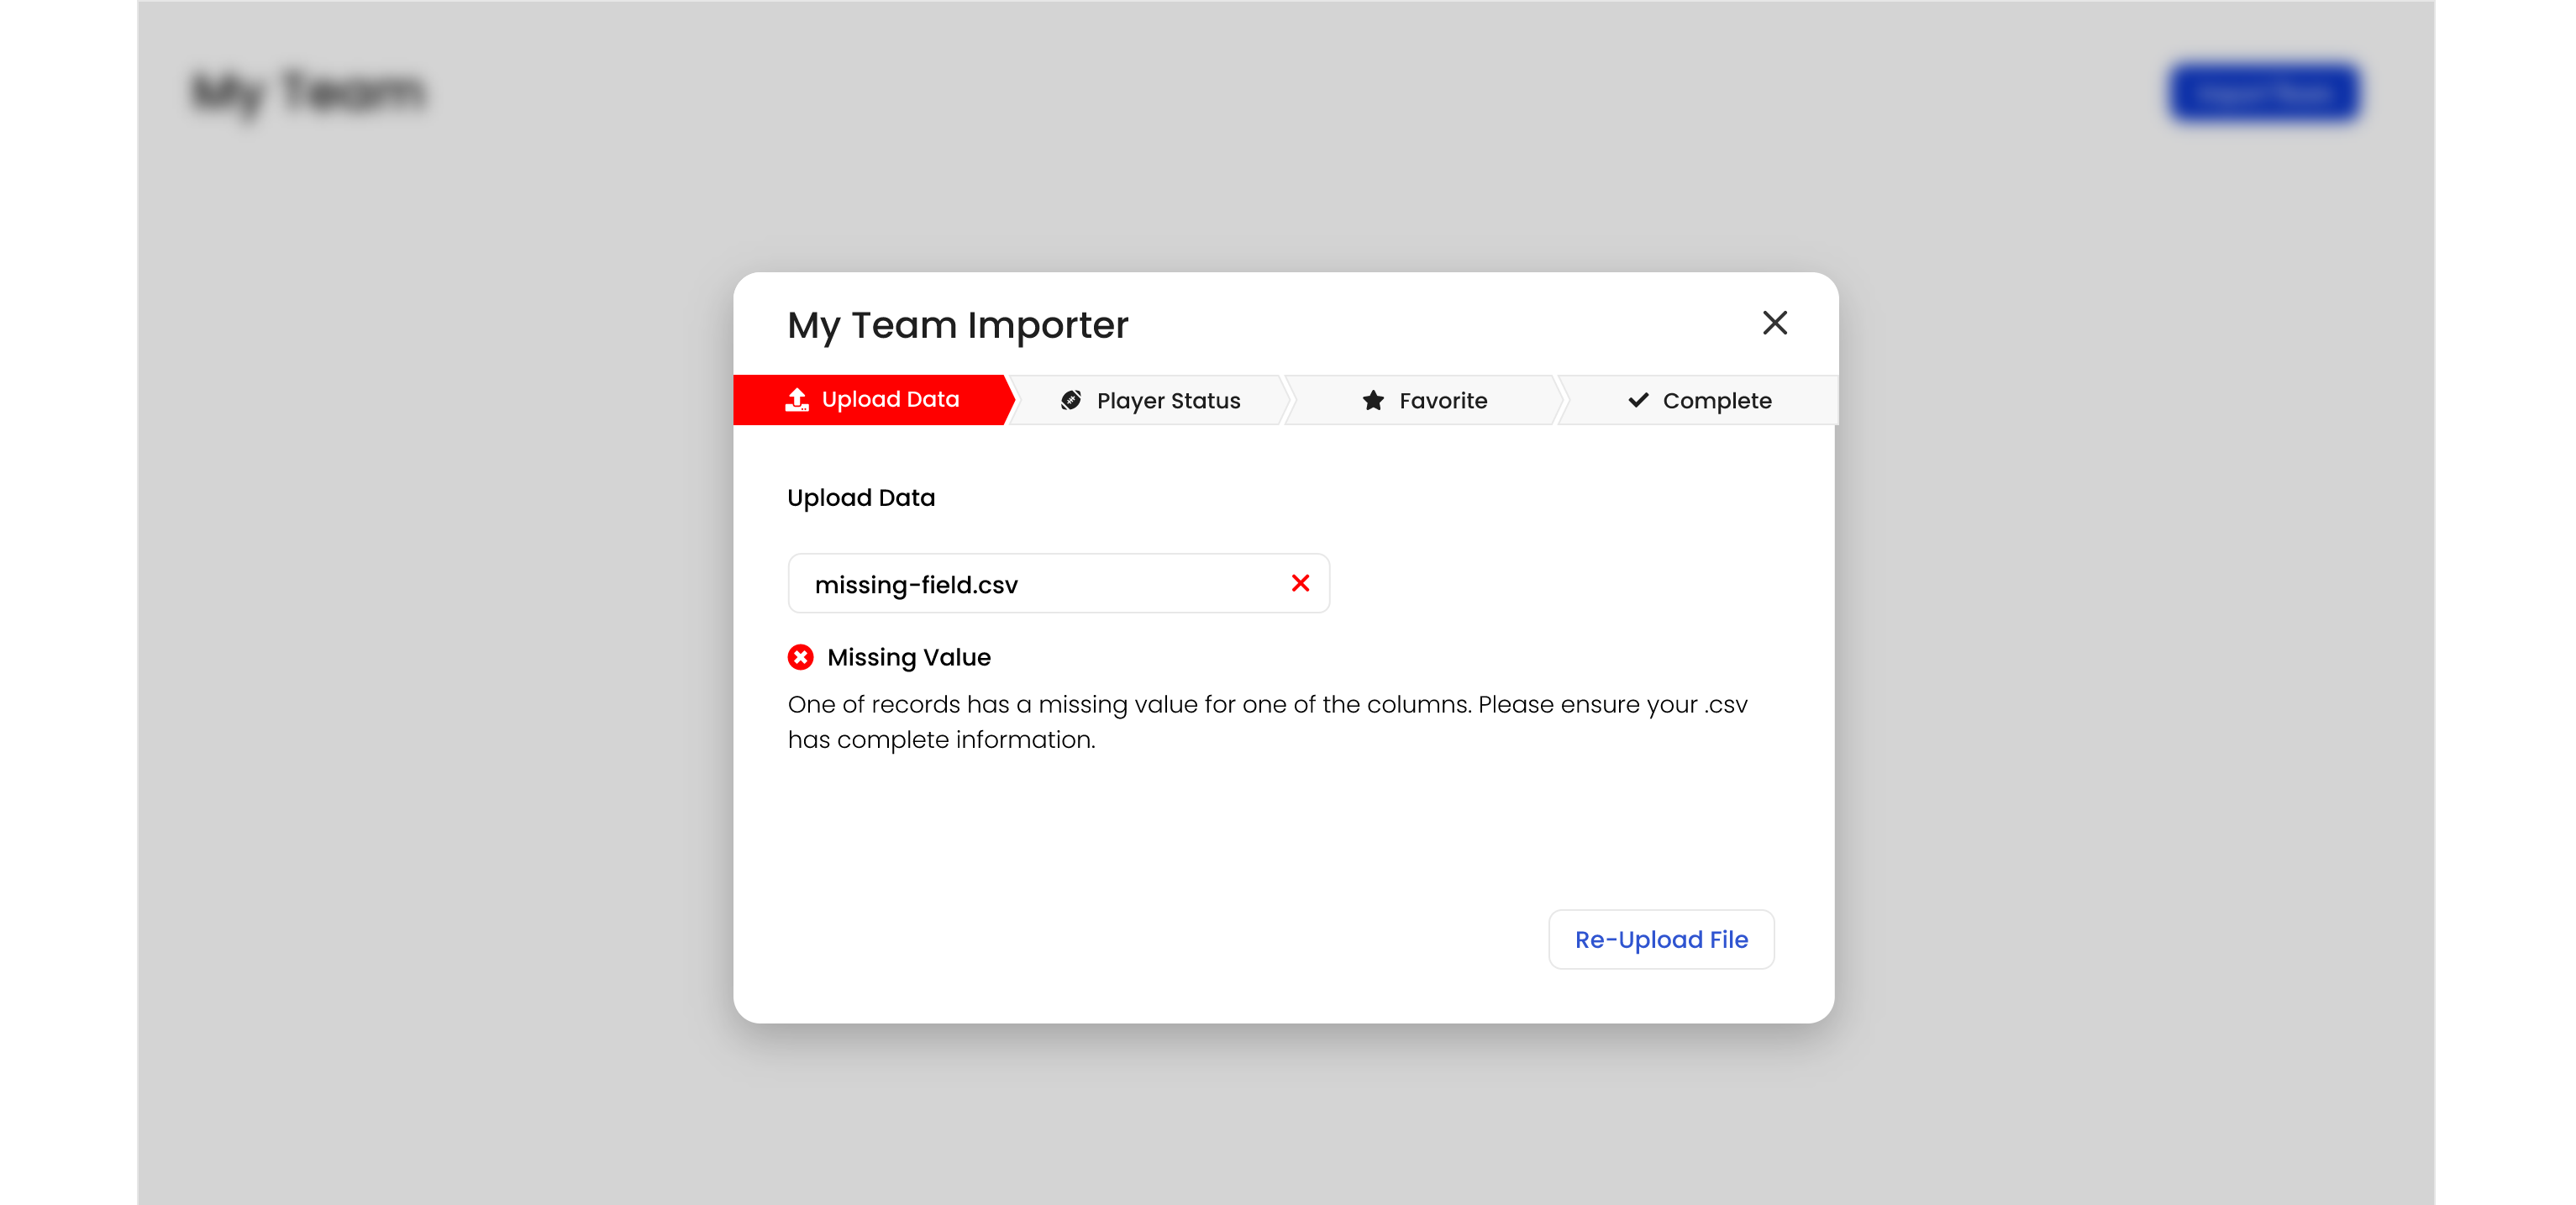 My Team
My Team Importer
Upload Data
Player Status
Favorite
Complete
Upload Data
missing-field.csv
Missing Value
One of records has a missing value for one of the columns. Please ensure your .csv
has complete information.
Re-Upload File